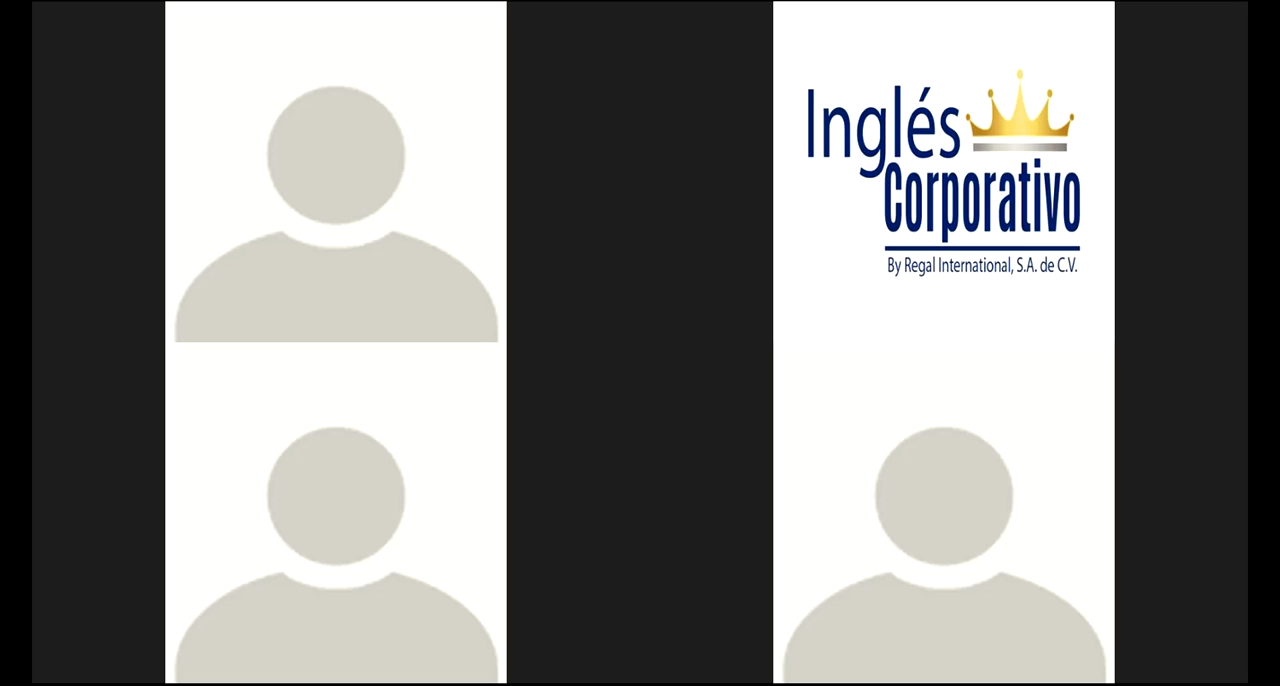 Inglés
Corporativo
By Regal International, S.A. de C.V.